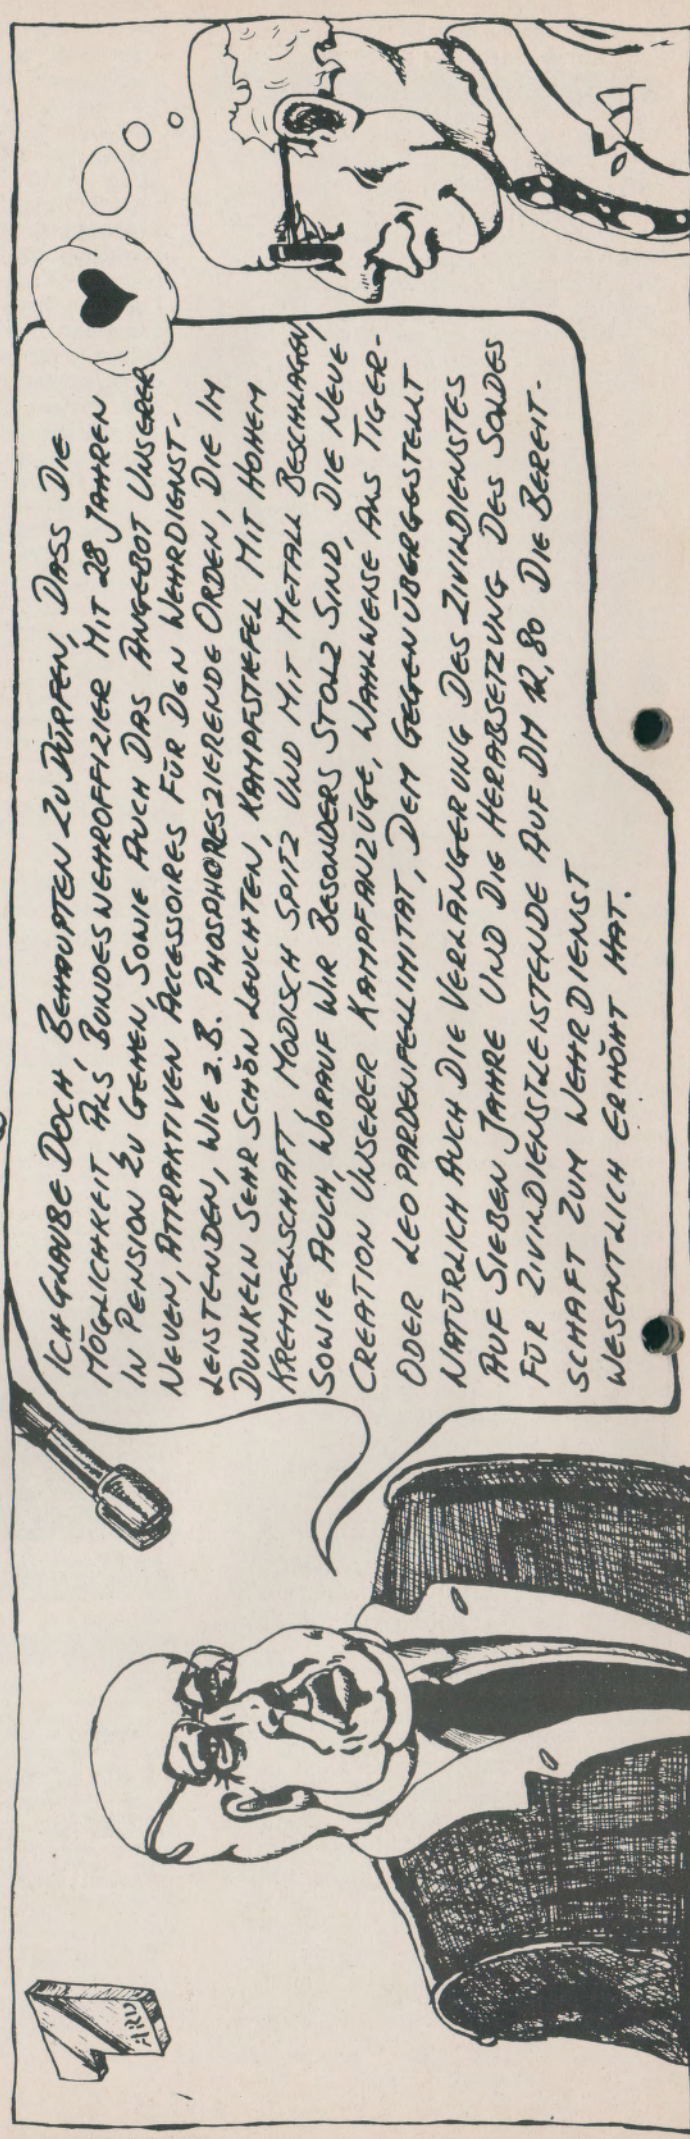 ICH GLAUBE DOCH, BEHAUPTEN ZU DÜRFEN, DASS DIE
MÖGLICHKEIT ALS BUNDESWEHROFFIZIER MIT 28 JAHREN
IN PENSION ZU GEHEN, SOWIE AUCH DAS ANGEBOT UNSERER
NEUEN, ATTRAKTIVEN ACCESSOIRES FÜR DEN WEHRDIENST-
LEISTENDEN, WIE Z.B. PHOSPHORESZIERENDE ORDEN, DIE IM
DUNKELN SEHR SCHÖN LEUCHTEN, KAMPFSTIEFEL MIT HOHEM
KREMPELSCHAFT, MODISCH SPITZ UND MIT METALL BESCHLAGEN,
SOWIE AUCH, WORAUF WIR BESONDERS STOLZ SIND, DIE NEUE
CREATION UNSERER KAMPFANZÜGE, WAHLWEISE AUS TIGER-
ODER LEOPARDENFELLIMITAT, DEM GEGENÜBERGESTELLT
NATÜRLICH AUCH DIE VERLÄNGERUNG DES ZIVILDIENSTES
AUF SIEBEN JAHRE UND DIE HERABSETZUNG DES SOLDES
FÜR ZIVILDIENSTLEISTENDE AUF DM 12,80 DIE BEREIT-
SCHAFT ZUM WEHRDIENST
WESENTLICH ERHÖHT HAT.
ARD